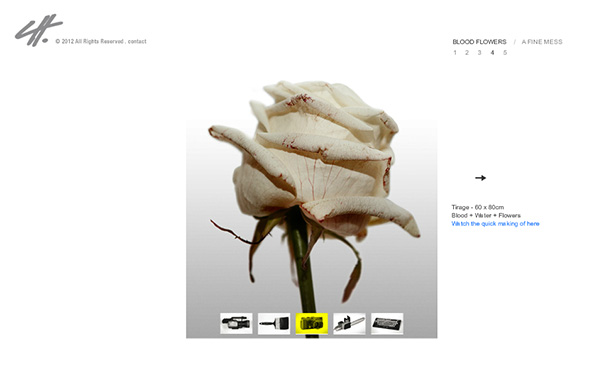 © 2012 All Rights Reserved . contact
BLOOD FLOWERS / A FINE MESS
1 2 3 4 5
Tirage - 60 x 80cm
Blood + Water + Flowers
Watch the quick making of here